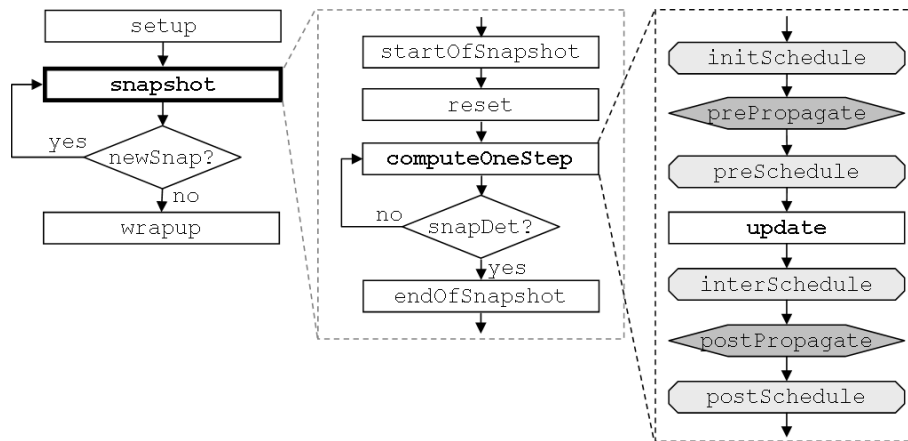 setup
snapshot
yes
newSnap?
no
wrapup
startOfSnapshot
reset
computeOneStep
no
snapDet?
yes
endOfSnapshot
initSchedule
prePropagate
preSchedule
update
interSchedule
postPropagate
postSchedule